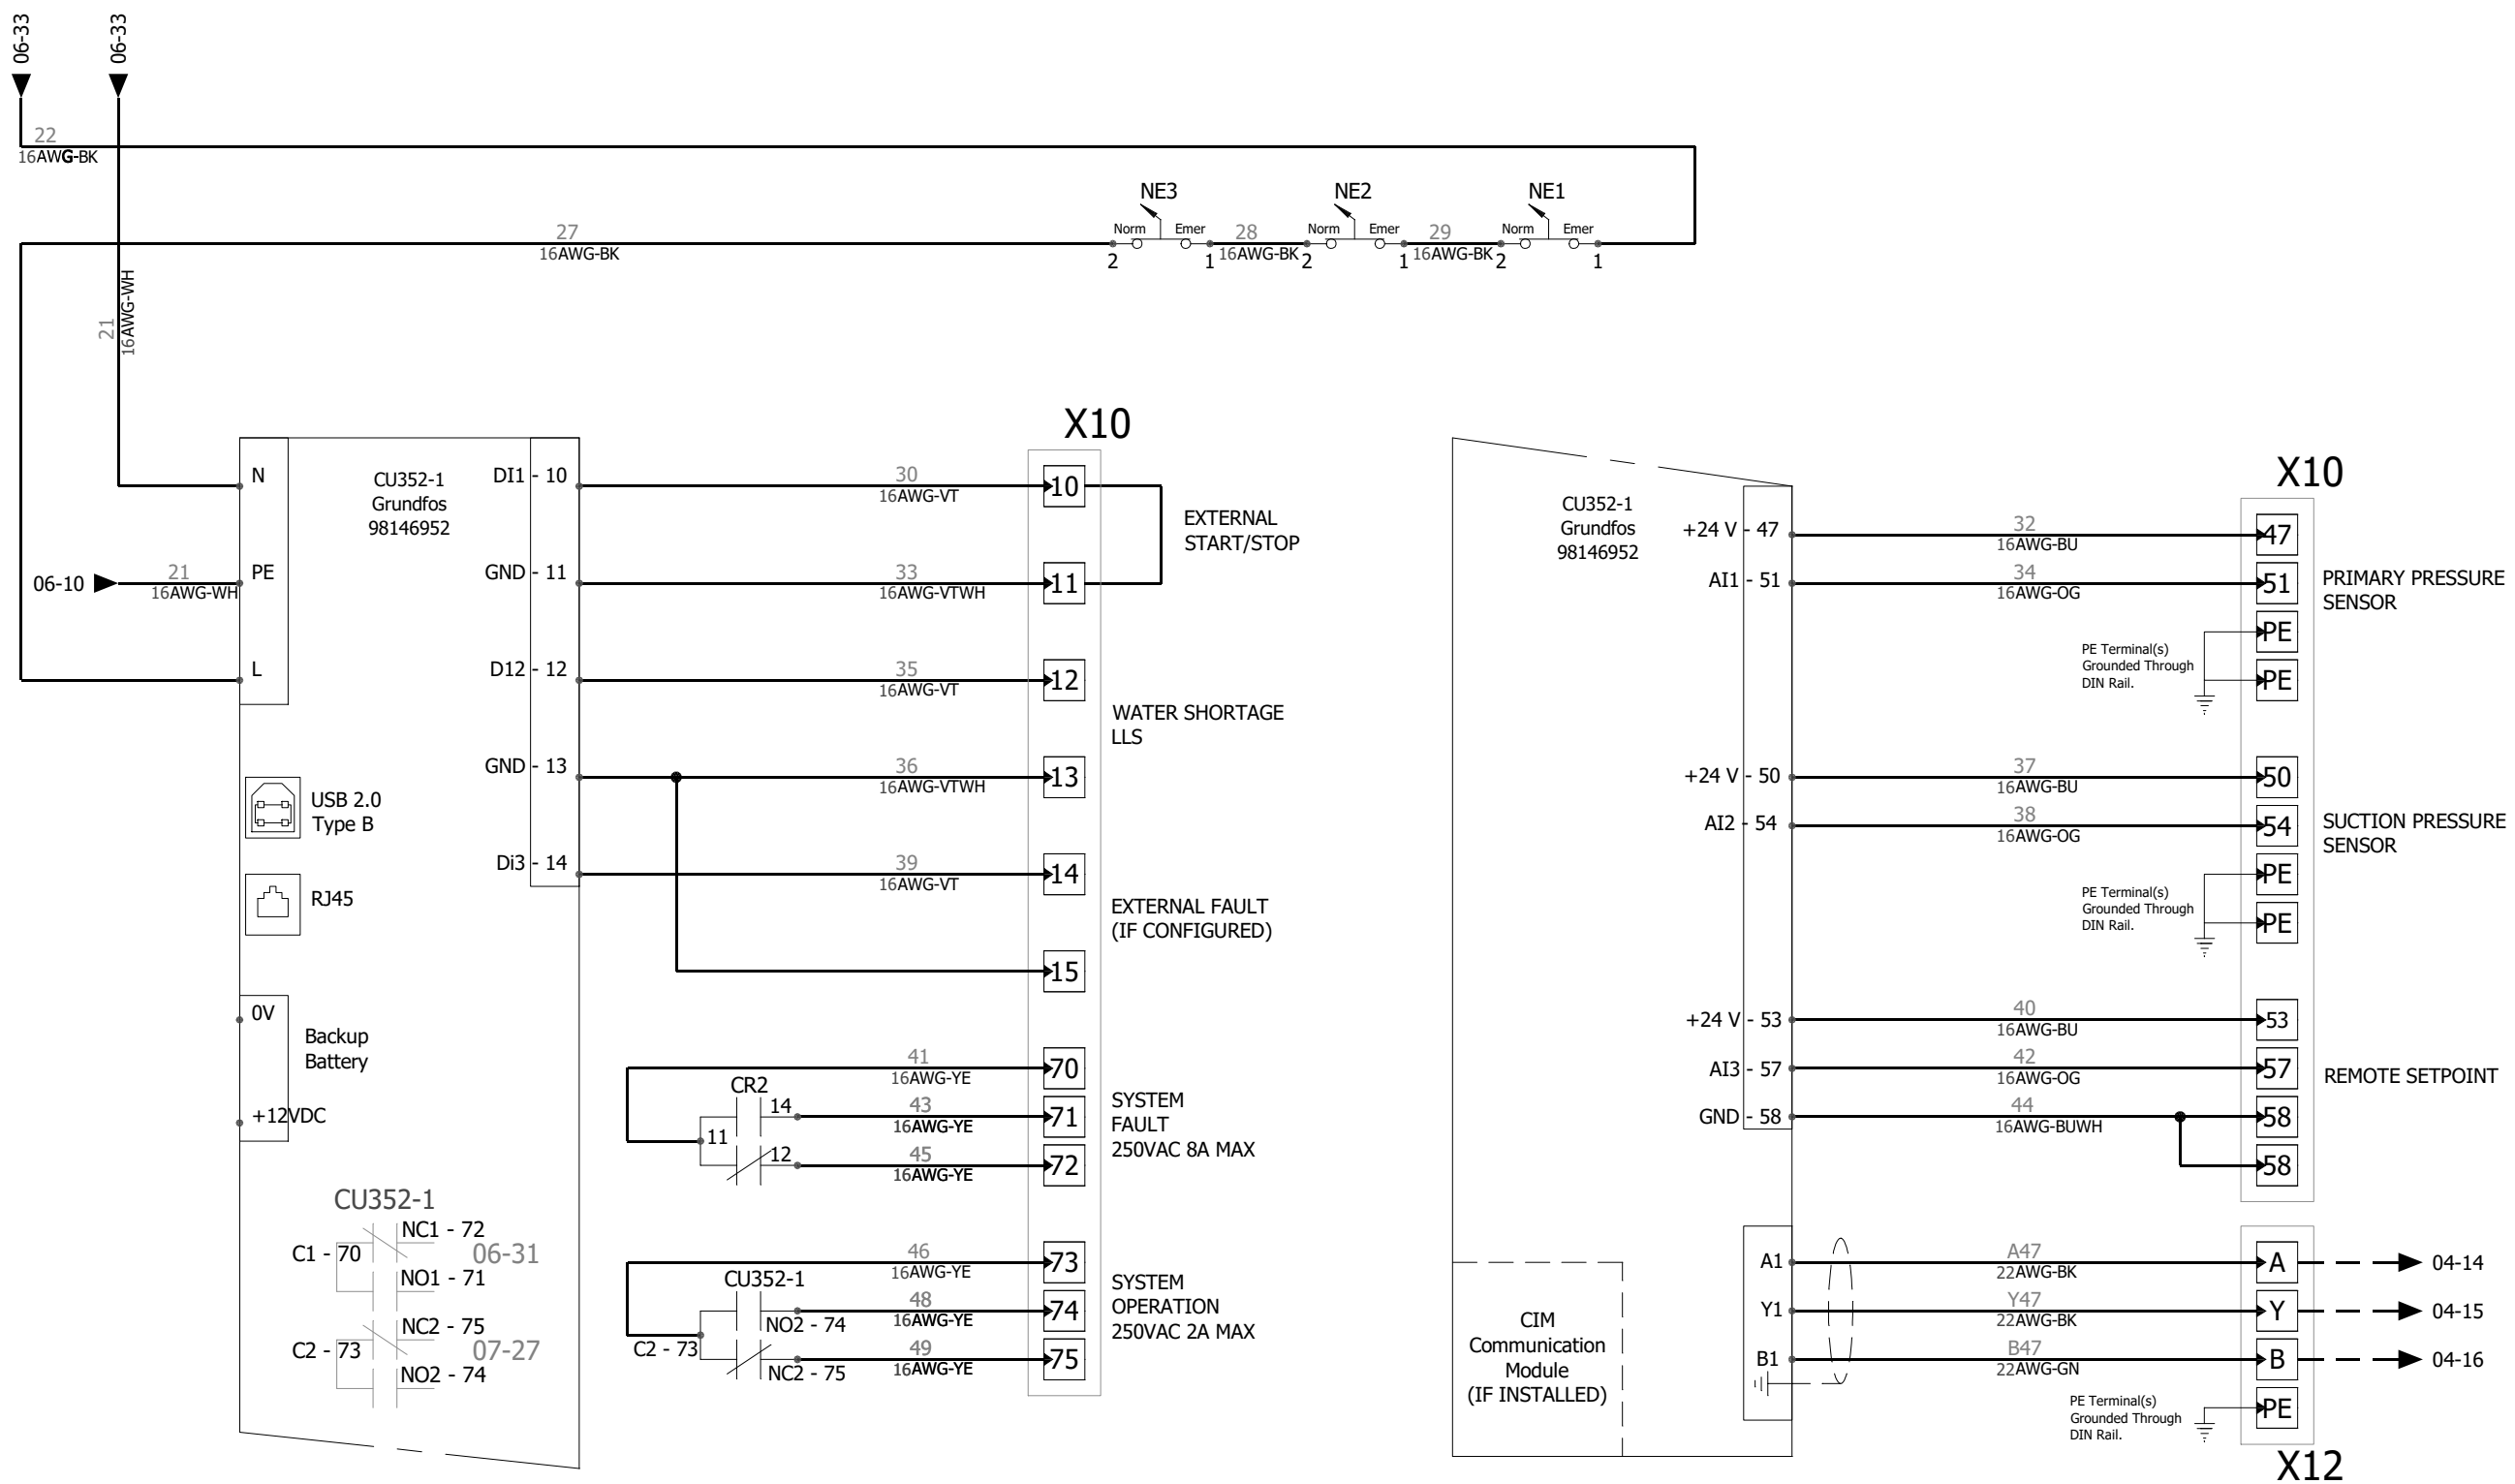 06-33
06-33
22
16AWG-BK
NE3
NE2
NE1
Norm
Emer
Norm
Emer
Norm
Emer
27
16AWG-BK
28
16AWG-BK
29
16AWG-BK
2
1
2
1
2
1
21
16AWG-WH
X10
N
CU352-1
Grundfos
98146952
DI1 - 10
30
16AWG-VT
10
EXTERNAL
START/STOP
06-10
21
16AWG-WH
PE
GND - 11
33
16AWG-VTWH
11
L
D12 - 12
35
16AWG-VT
12
WATER SHORTAGE
LLS
GND - 13
36
16AWG-VTWH
13
USB 2.0
Type B
Di3 - 14
39
16AWG-VT
14
RJ45
EXTERNAL FAULT
(IF CONFIGURED)
15
0V
Backup
Battery
+12VDC
41
16AWG-YE
70
CR2
14
43
16AWG-YE
71
11
12
45
16AWG-YE
72
SYSTEM
FAULT
250VAC 8A MAX
CU352-1
NC1 - 72
C1 - 70
06-31
NO1 - 71
NC2 - 75
C2 - 73
07-27
NO2 - 74
46
16AWG-YE
73
CU352-1
48
16AWG-YE
NO2 - 74
74
C2 - 73
49
16AWG-YE
NC2 - 75
75
SYSTEM
OPERATION
250VAC 2A MAX
X10
CU352-1
Grundfos
98146952
+24 V - 47
32
16AWG-BU
47
AI1 - 51
34
16AWG-OG
51
PRIMARY PRESSURE
SENSOR
PE
PE
PE Terminal(s)
Grounded Through
DIN Rail.
+24 V - 50
37
16AWG-BU
50
AI2 - 54
38
16AWG-OG
54
SUCTION PRESSURE
SENSOR
PE
PE
PE Terminal(s)
Grounded Through
DIN Rail.
+24 V - 53
40
16AWG-BU
53
AI3 - 57
42
16AWG-OG
57
REMOTE SETPOINT
GND - 58
44
16AWG-BUWH
58
58
A1
A47
22AWG-BK
A
04-14
Y1
Y47
22AWG-BK
Y
04-15
B1
B47
22AWG-GN
B
04-16
CIM
Communication
Module
(IF INSTALLED)
PE Terminal(s)
Grounded Through
DIN Rail.
PE
X12